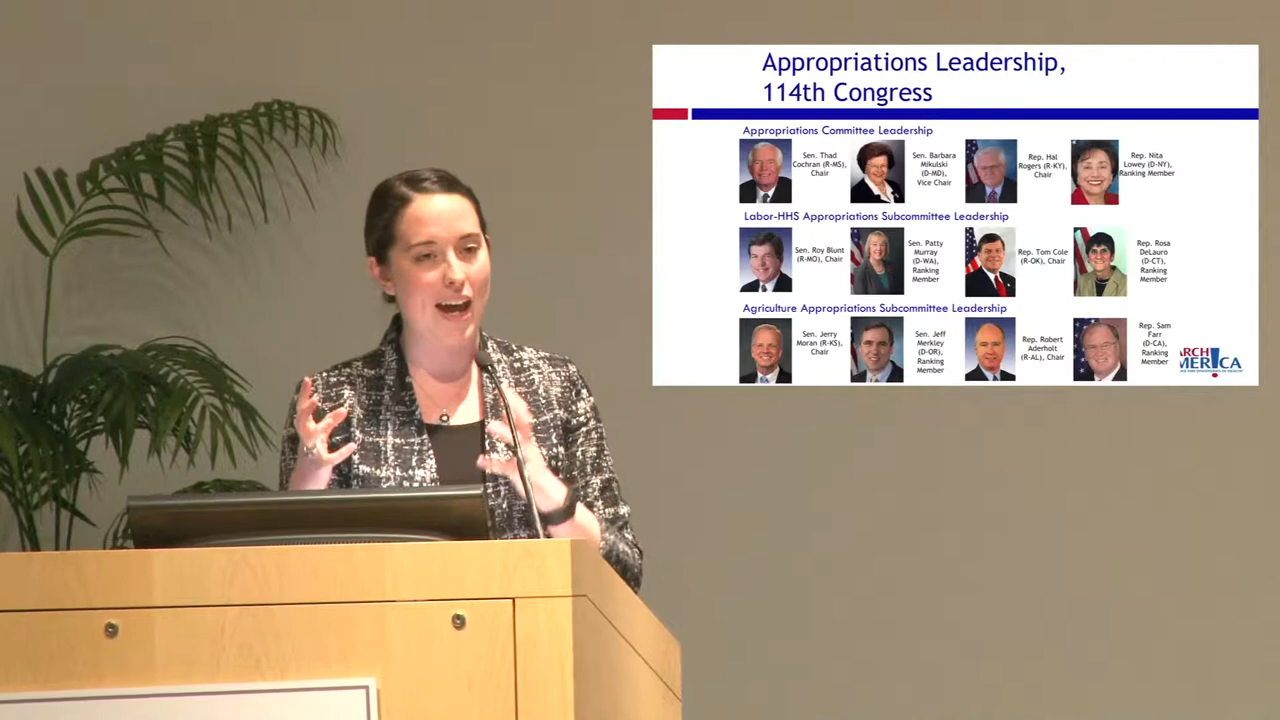 Appropriations Leadership,
114th Congress
Appropriations Committee Leadership
Sen. Thad
Cochran (R-MS),
Chair
Sen. Barbara
Mikulski
(D-MD),
Vice Chair
Rep. Hal
Rogers (R-KY),
Chair
Rep. Nita
Lowey (D-NY),
Ranking Member
Labor-HHS Appropriations Subcommittee Leadership
Sen. Roy Blunt
(R-MO), Chair
Sen. Patty
Murray
(D-WA),
Ranking
Member
Rep. Tom Cole
(R-OK), Chair
Rep. Rosa
DeLauro
(D-CT),
Ranking
Member
Agriculture Appropriations Subcommittee Leadership
Sen. Jerry
Moran (R-KS),
Chair
Sen. Jeff
Merkley
(D-OR),
Ranking
Member
Rep. Robert
Aderholt
(R-AL), Chair
Rep. Sam
Farr
(D-CA),
Ranking
Member
ARCH
MER!CA